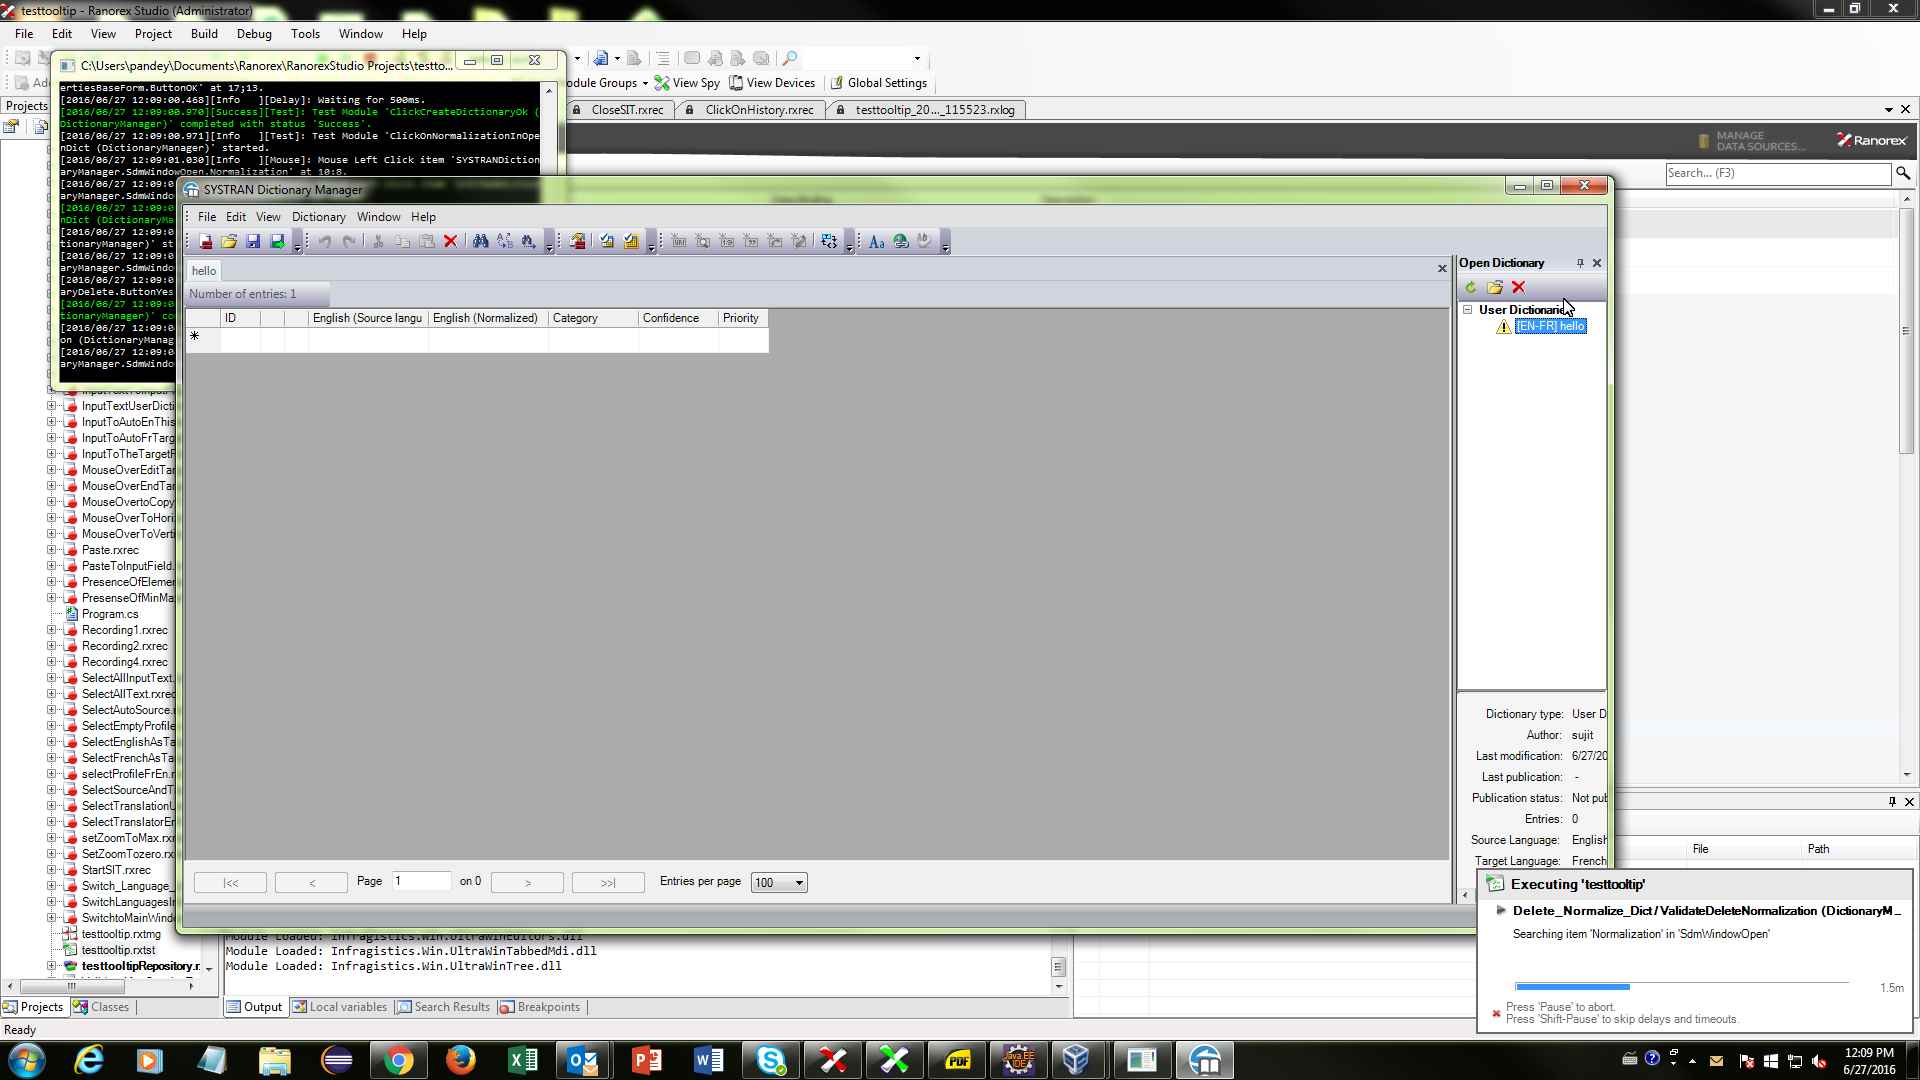 testtooltip - Ranorex Studio (Administrator)
File Edit View Project Build Debug Tools Window Help
C:\Users\pandey\Documents\Ranorex\RanorexStudio Projects\testto...
Module Groups View Spy View Devices Global Settings
Projects
CloseSIT.rxrec ClickOnHistory.rxrec testtooltip_20..._115523.rxlog
MANAGE
DATA SOURCES...
Ranorex
Search... (F3)
ertiesBaseForm.ButtonOK' at 17;13.
[2016/06/27 12:09:00.468][Info ][Delay]: Waiting for 500ms.
[2016/06/27 12:09:00.970][Success][Test]: Test Module 'ClickCreateDictionaryOk (
DictionaryManager)' completed with status 'Success'.
[2016/06/27 12:09:00.971][Info ][Test]: Test Module 'ClickOnNormalizationInOpe
nDict (DictionaryManager)' started.
[2016/06/27 12:09:01.030][Info ][Mouse]: Mouse Left Click item 'SYSTRANDiction
aryManager.SdmWindowOpen.Normalization' at 10;8.
[2016/06/27 12:09:0
aryManager.SdmWindo
[2016/06/27 12:09:0
nDict (DictionaryMa
[2016/06/27 12:09:0
tionaryManager)' st
[2016/06/27 12:09:0
aryManager.SdmWindo
[2016/06/27 12:09:0
aryDelete.ButtonYes
[2016/06/27 12:09:0
tionaryManager)' co
[2016/06/27 12:09:0
on (DictionaryManag
[2016/06/27 12:09:0
aryManager.SdmWindo
SYSTRAN Dictionary Manager
File Edit View Dictionary Window Help
hello
Number of entries: 1
ID English (Source langu English (Normalized) Category Confidence Priority
Open Dictionary
User Dictionarie
[EN-FR] hello
Dictionary type: User D
Author: sujit
Last modification: 6/27/20
Last publication: -
Publication status: Not pub
Entries: 0
Source Language: English
Target Language: French
|<< < Page 1 on 0 > >>| Entries per page 100
InputTextUserDicti
InputToAutoEnThis
InputToAutoFrTarg
InputToTheTargetF
MouseOverEditTar
MouseOverEndTar
MouseOvertoCopy
MouseOverToHori
MouseOverToVerti
Paste.rxrec
PasteToInputField.
PresenceOfElemer
PresenseOfMinMa
Program.cs
Recording1.rxrec
Recording2.rxrec
Recording4.rxrec
SelectAllInputText.
SelectAllText.rxrec
SelectAutoSource.r
SelectEmptyProfile
SelectEnglishAsTa
SelectFrenchAsTa
selectProfileFrEn.r
SelectSourceAndT
SelectTranslationU
SelectTranslatorEr
setZoomToMax.rxr
SetZoomTozero.rx
StartSIT.rxrec
Switch_Language_
SwitchLanguagesIn
SwitchtoMainWindo
testtooltip.rxtmg
testtooltip.rxtst
testtooltipRepository.r
Projects Classes
Module Loaded: Infragistics.Win.UltraWinEditors.dll
Module Loaded: Infragistics.Win.UltraWinTabbedMdi.dll
Module Loaded: Infragistics.Win.UltraWinTree.dll
Output Local variables Search Results Breakpoints
File Path
Executing 'testtooltip'
Delete_Normalize_Dict / ValidateDeleteNormalization (DictionaryM...
Searching item 'Normalization' in 'SdmWindowOpen'
1.5m
Press 'Pause' to abort.
Press 'Shift-Pause' to skip delays and timeouts.
Ready
PDF
Java EE
IDE
12:09 PM
6/27/2016